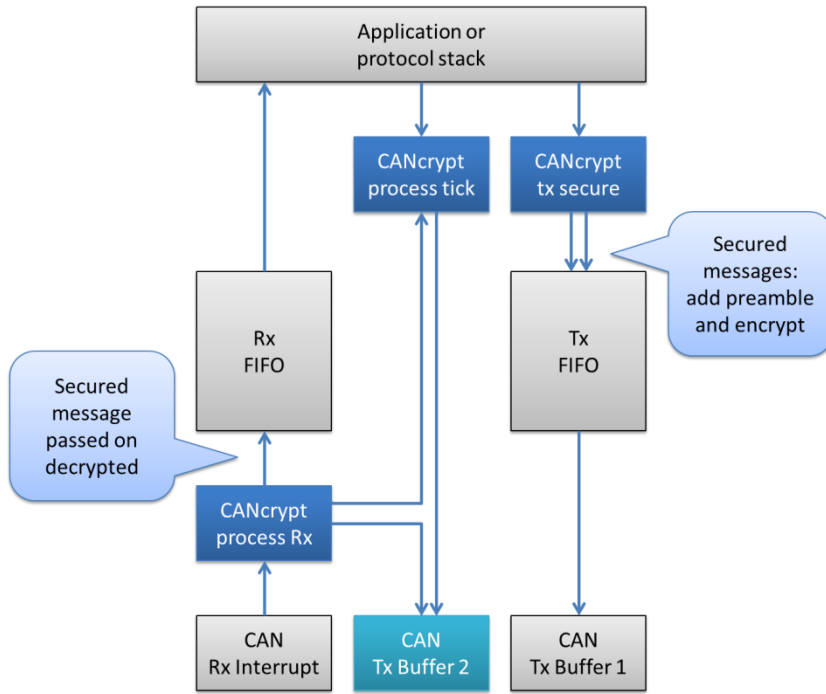 Application or
protocol stack
CANcrypt
process tick
CANcrypt
tx secure
Secured
messages:
add preamble
and encrypt
Rx
FIFO
Tx
FIFO
Secured
message
passed on
decrypted
CANcrypt
process Rx
CAN
Rx Interrupt
CAN
Tx Buffer 2
CAN
Tx Buffer 1